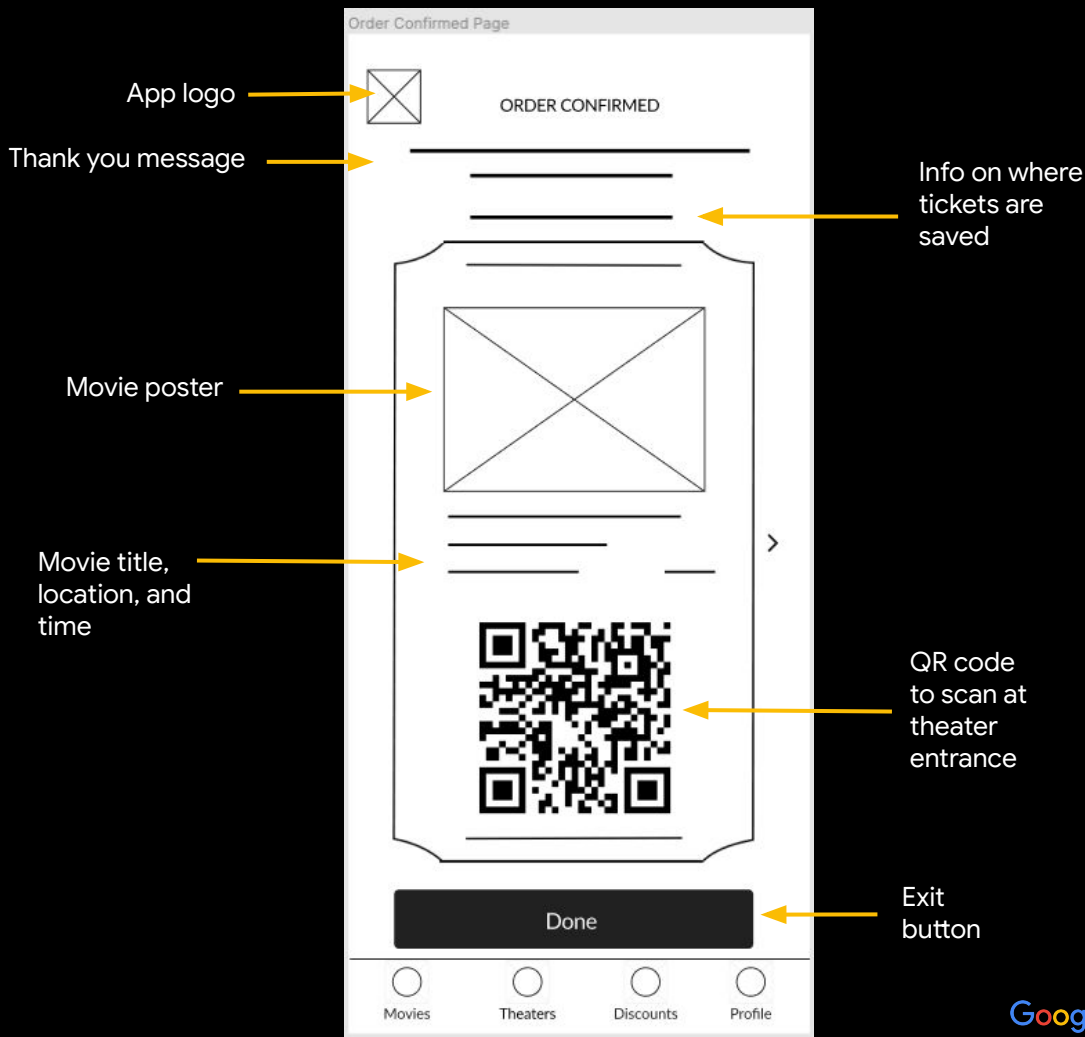 Order Confirmed Page
App logo
ORDER CONFIRMED
Thank you message
Info on where
tickets are
saved
Movie poster
Movie title,
location, and
time
QR code
to scan at
theater
entrance
Done
Exit
button
Movies Theaters Discounts Profile
Goog